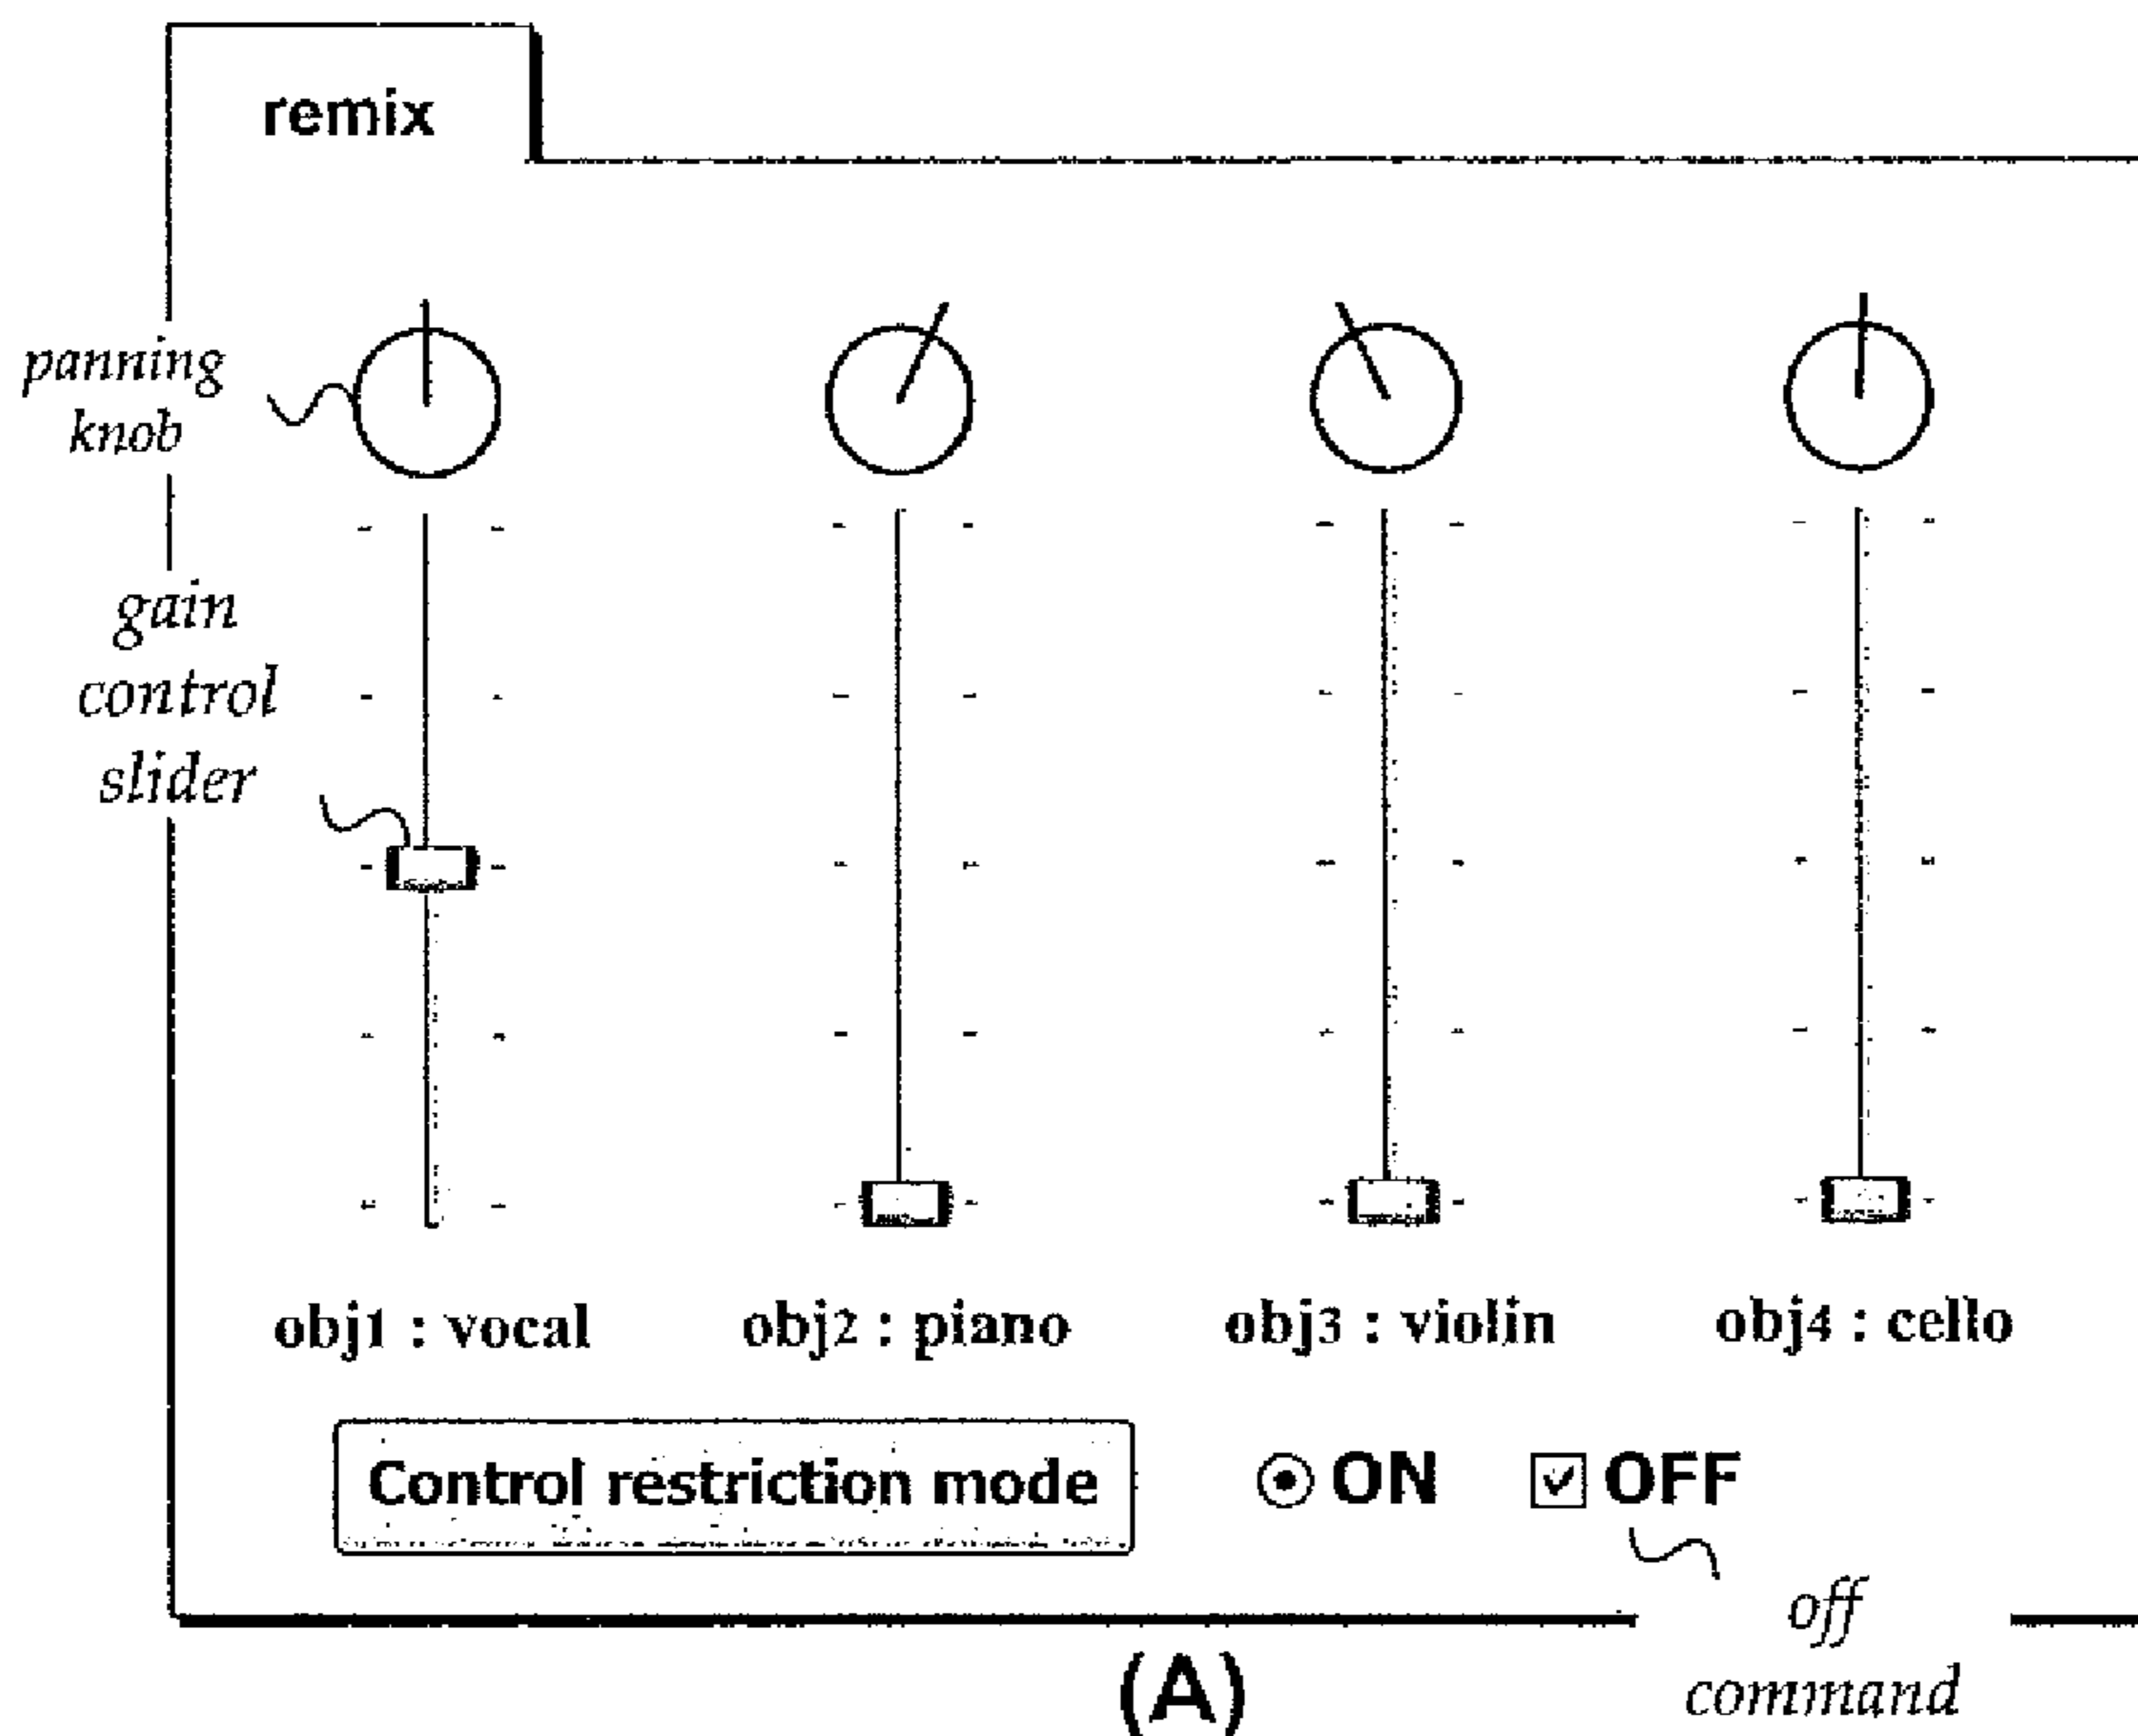 remix
panning
knob
gain
control
slider
obj1 : vocal obj2 : piano obj3 : violin obj4 : cello
Control restriction mode ON OFF
off
command
(A)